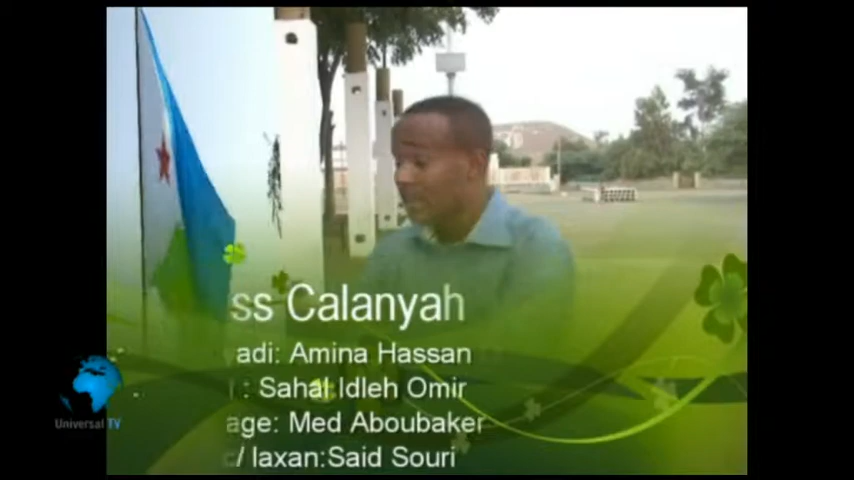 ss Calanyah
adi: Amina Hassan
: Sahal Idleh Omir
age: Med Aboubaker
c/ laxan:Said Souri
Universal TV